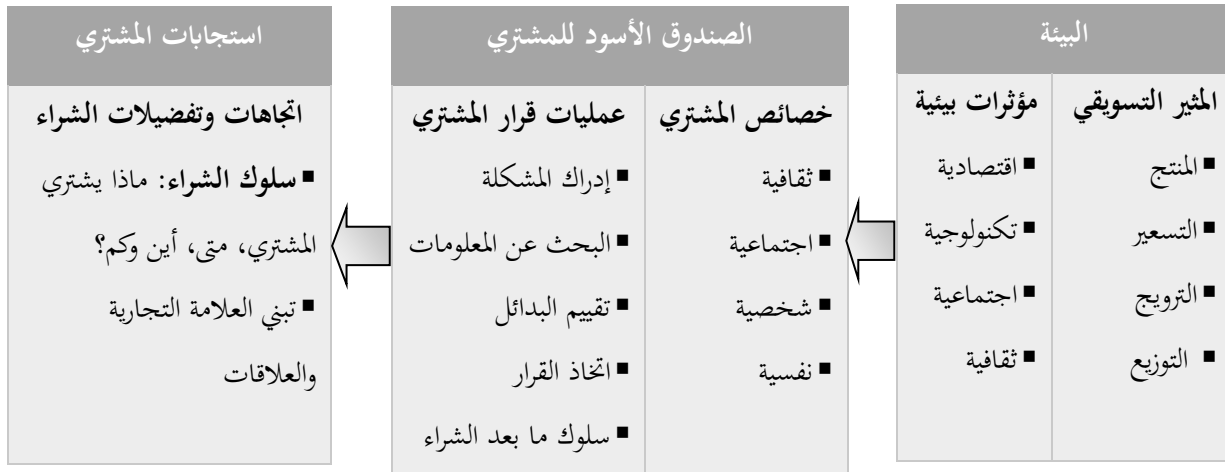 البيئة
المثير التسويقي
▪ المنتج
▪ التسعير
▪ الترويج
▪ التوزيع
مؤثرات بيئية
▪ اقتصادية
▪ تكنولوجية
▪ اجتماعية
▪ ثقافية
الصندوق الأسود للمشتري
خصائص المشتري
▪ ثقافية
▪ اجتماعية
▪ شخصية
▪ نفسية
عمليات قرار المشتري
▪ إدراك المشكلة
▪ البحث عن المعلومات
▪ تقييم البدائل
▪ اتخاذ القرار
▪ سلوك ما بعد الشراء
استجابات المشتري
اتجاهات وتفضيلات الشراء
▪ سلوك الشراء: ماذا يشتري
المشتري، متى، أين وكم؟
▪ تبني العلامة التجارية
والعلاقات